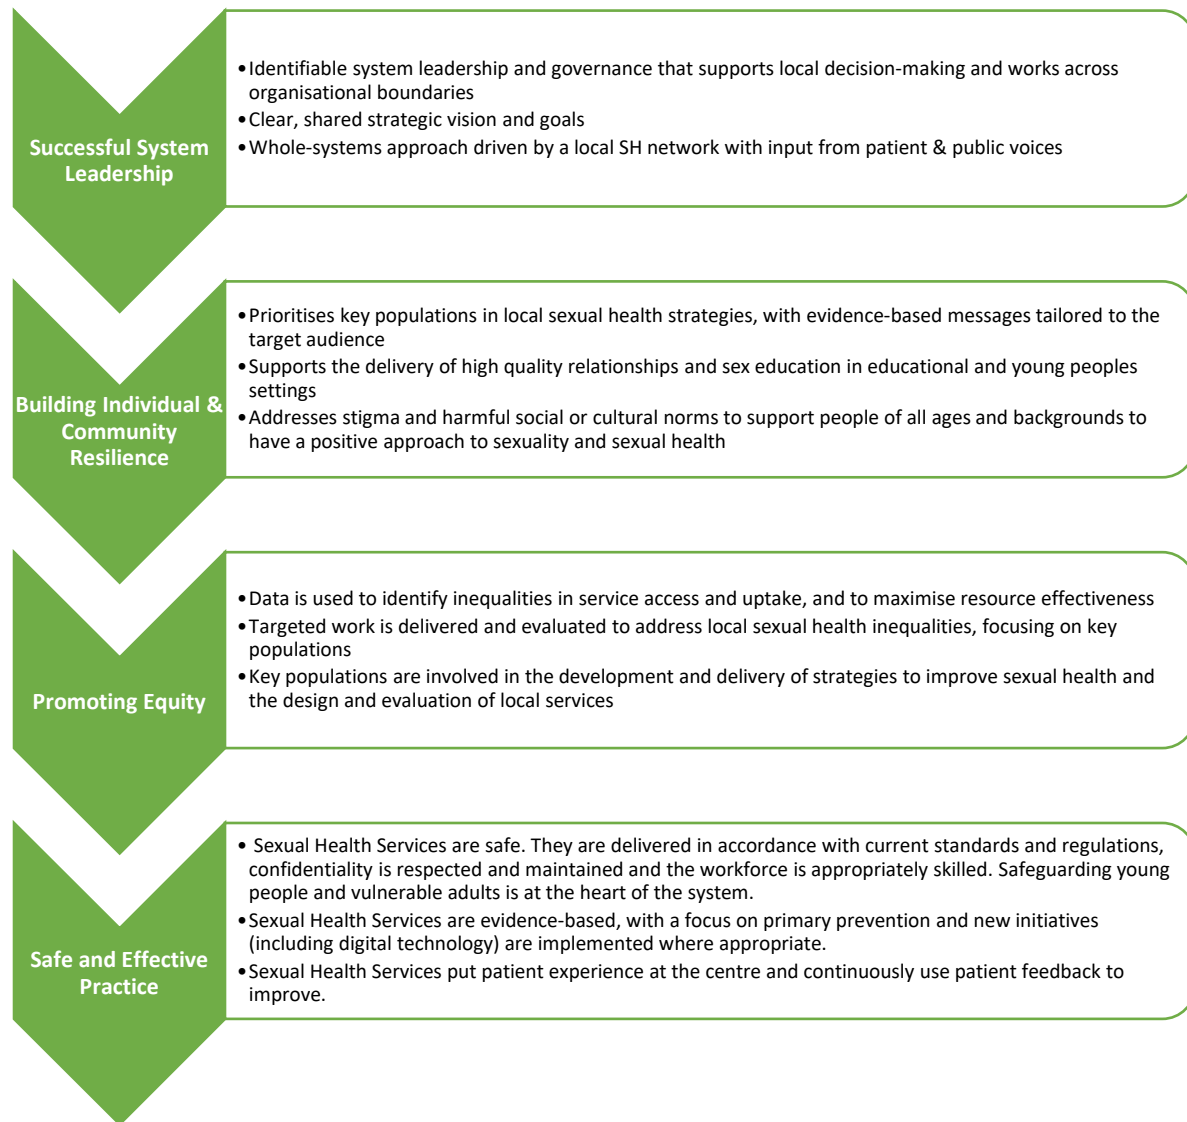 Successful System
Leadership
•Identifiable system leadership and governance that supports local decision-making and works across
organisational boundaries
•Clear, shared strategic vision and goals
•Whole-systems approach driven by a local SH network with input from patient & public voices
Building Individual &
Community
Resilience
•Prioritises key populations in local sexual health strategies, with evidence-based messages tailored to the
target audience
•Supports the delivery of high quality relationships and sex education in educational and young peoples
settings
•Addresses stigma and harmful social or cultural norms to support people of all ages and backgrounds to
have a positive approach to sexuality and sexual health
Promoting Equity
•Data is used to identify inequalities in service access and uptake, and to maximise resource effectiveness
•Targeted work is delivered and evaluated to address local sexual health inequalities, focusing on key
populations
•Key populations are involved in the development and delivery of strategies to improve sexual health and
the design and evaluation of local services
Safe and Effective
Practice
• Sexual Health Services are safe. They are delivered in accordance with current standards and regulations,
confidentiality is respected and maintained and the workforce is appropriately skilled. Safeguarding young
people and vulnerable adults is at the heart of the system.
•Sexual Health Services are evidence-based, with a focus on primary prevention and new initiatives
(including digital technology) are implemented where appropriate.
•Sexual Health Services put patient experience at the centre and continuously use patient feedback to
improve.